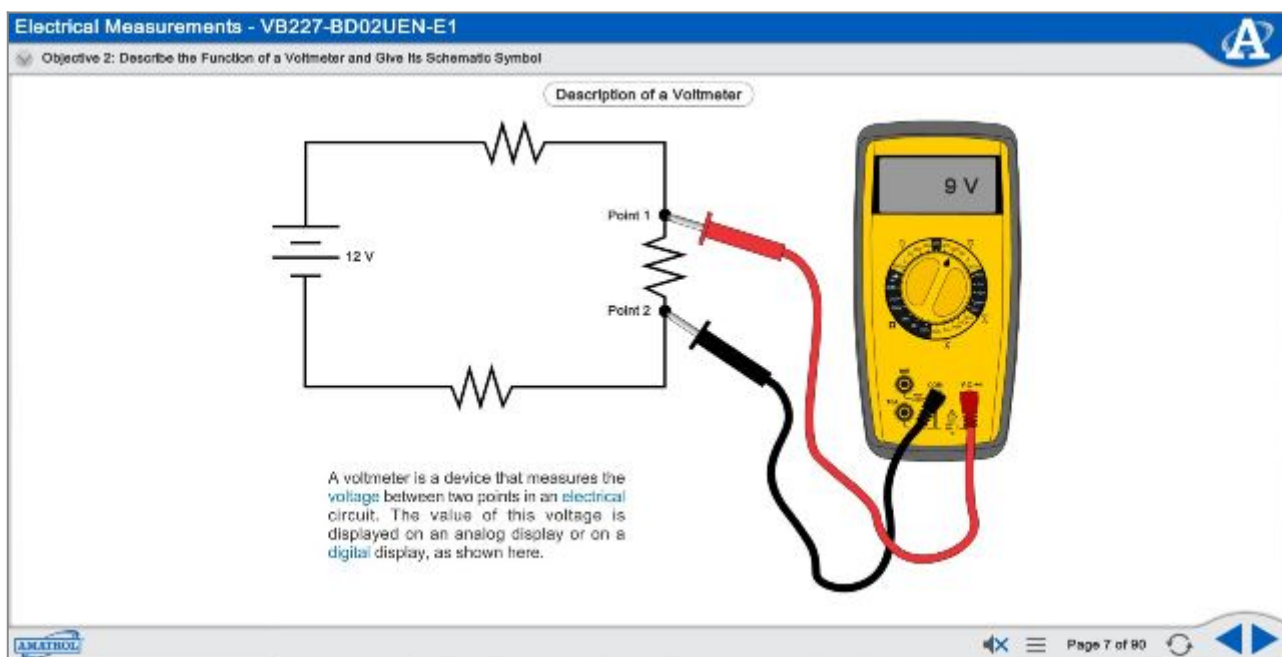 Electrical Measurements - VB227-BD02UEN-E1
Objective 2: Describe the Function of a Voltmeter and Give Its Schematic Symbol
Description of a Voltmeter
9 V
Point 1
12 V
Point 2
COM
A voltmeter is a device that measures the
voltage between two points in an electrical
circuit. The value of this voltage is
displayed on an analog display or on a
digital display, as shown here.
AMATROL
Page 7 of 90